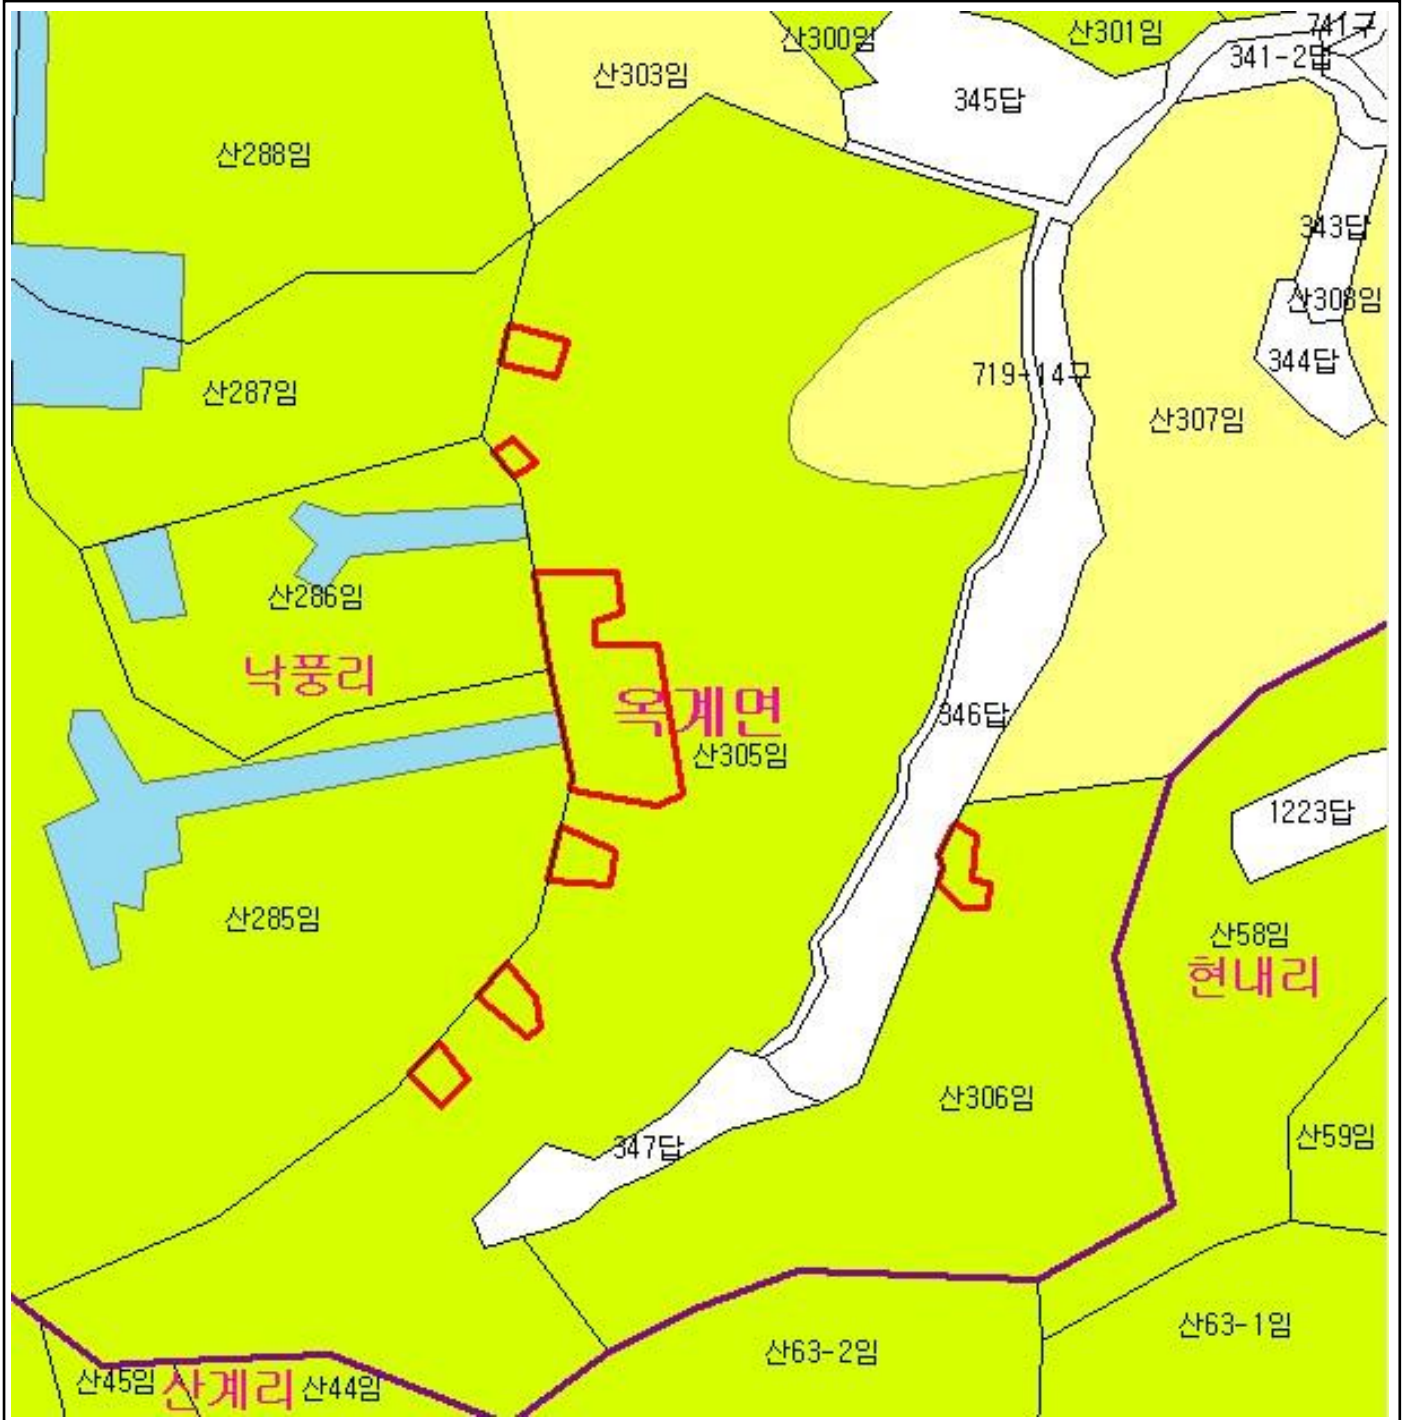 741구
산300임
산301임
341-2답
산303임
345답
산288임
343답
산308임
344답
719-14구
산287임
산307임
산286임
낙풍리
옥계면
346답
산305임
1223답
산285임
산58임
현내리
산306임
산59임
347답
산63-1임
산63-2임
산45임
산계리
산44임